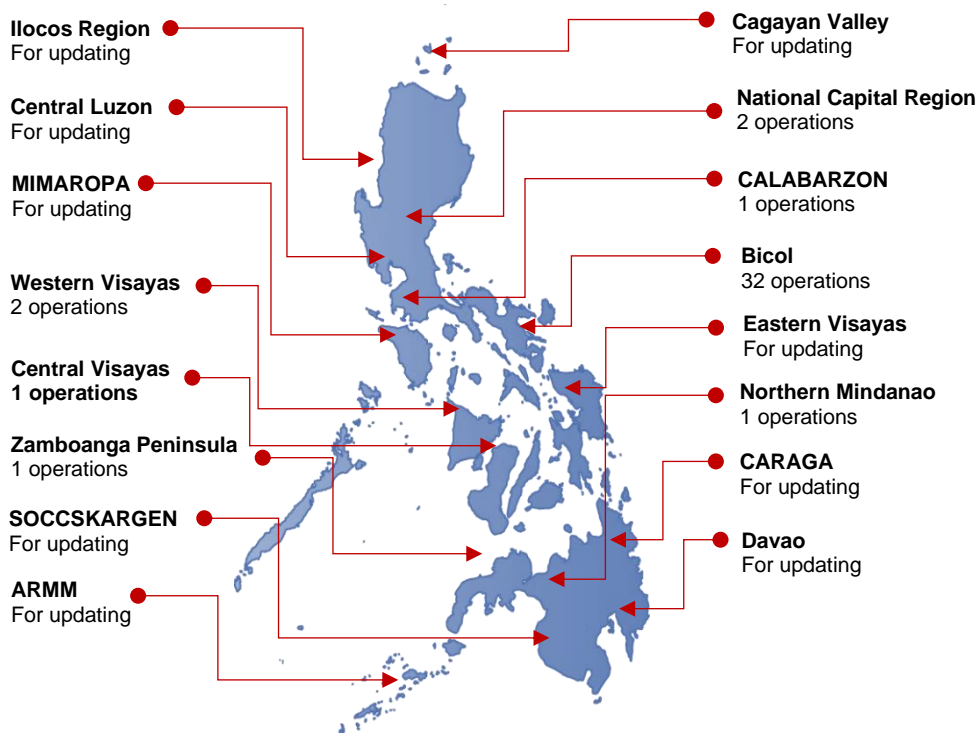 Ilocos Region
For updating
Central Luzon
For updating
MIMAROPA
For updating
Western Visayas
2 operations
Central Visayas
1 operations
Zamboanga Peninsula
1 operations
SOCCSKARGEN
For updating
ARMM
For updating
Cagayan Valley
For updating
National Capital Region
2 operations
CALABARZON
1 operations
Bicol
32 operations
Eastern Visayas
For updating
Northern Mindanao
1 operations
CARAGA
For updating
Davao
For updating